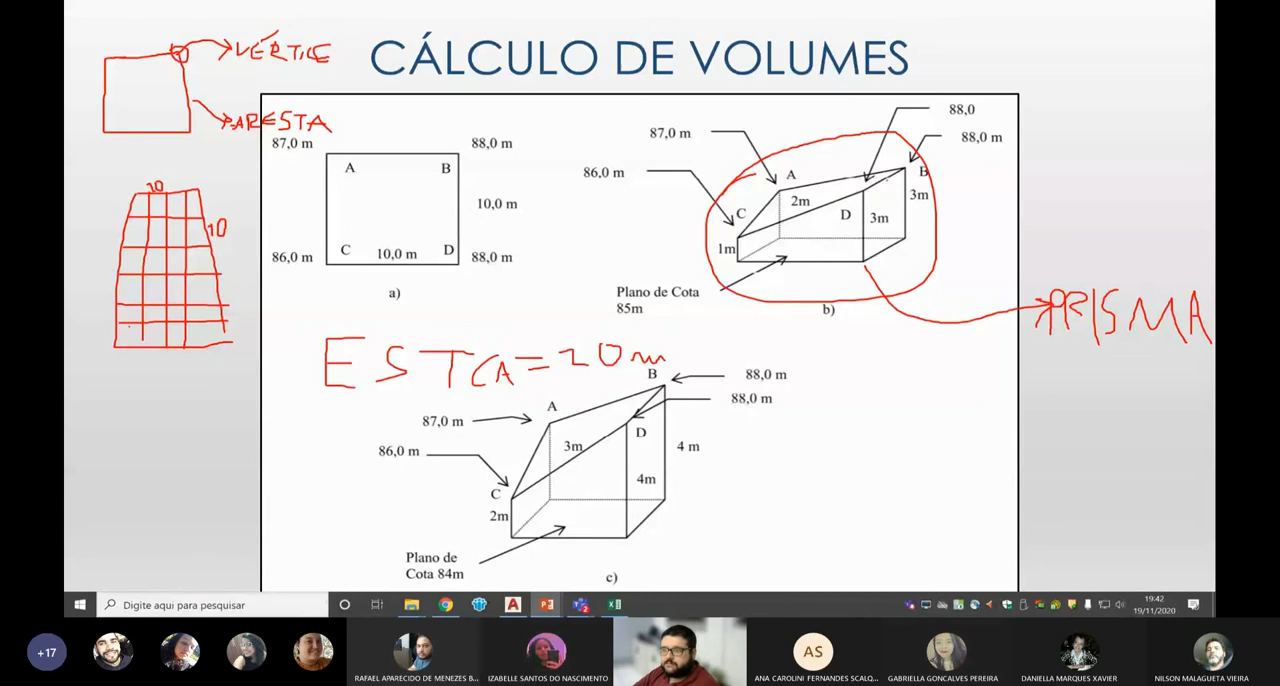 CÁLCULO DE VOLUMES
VÉRTICE
ARESTA
87,0 m
88,0 m
A
B
10,0 m
C
10,0 m
D
86,0 m
88,0 m
a)
10
10
88,0
87,0 m
88,0 m
86,0 m
A
B
2m
3m
C
D
3m
1m
Plano de Cota
85m
b)
PRISMA
ESTCA = 20m
B
88,0 m
A
88,0 m
87,0 m
D
86,0 m
3m
4 m
C
4m
2m
Plano de
Cota 84m
c)
Digite aqui para pesquisar
19:42
19/11/2020
+17
RAFAEL APARECIDO DE MENEZES B...
IZABELLE SANTOS DO NASCIMENTO
AS
ANA CAROLINI FERNANDES SCALQ...
GABRIELLA GONCALVES PEREIRA
DANIELLA MARQUES XAVIER
NILSON MALAGUETA VIEIRA